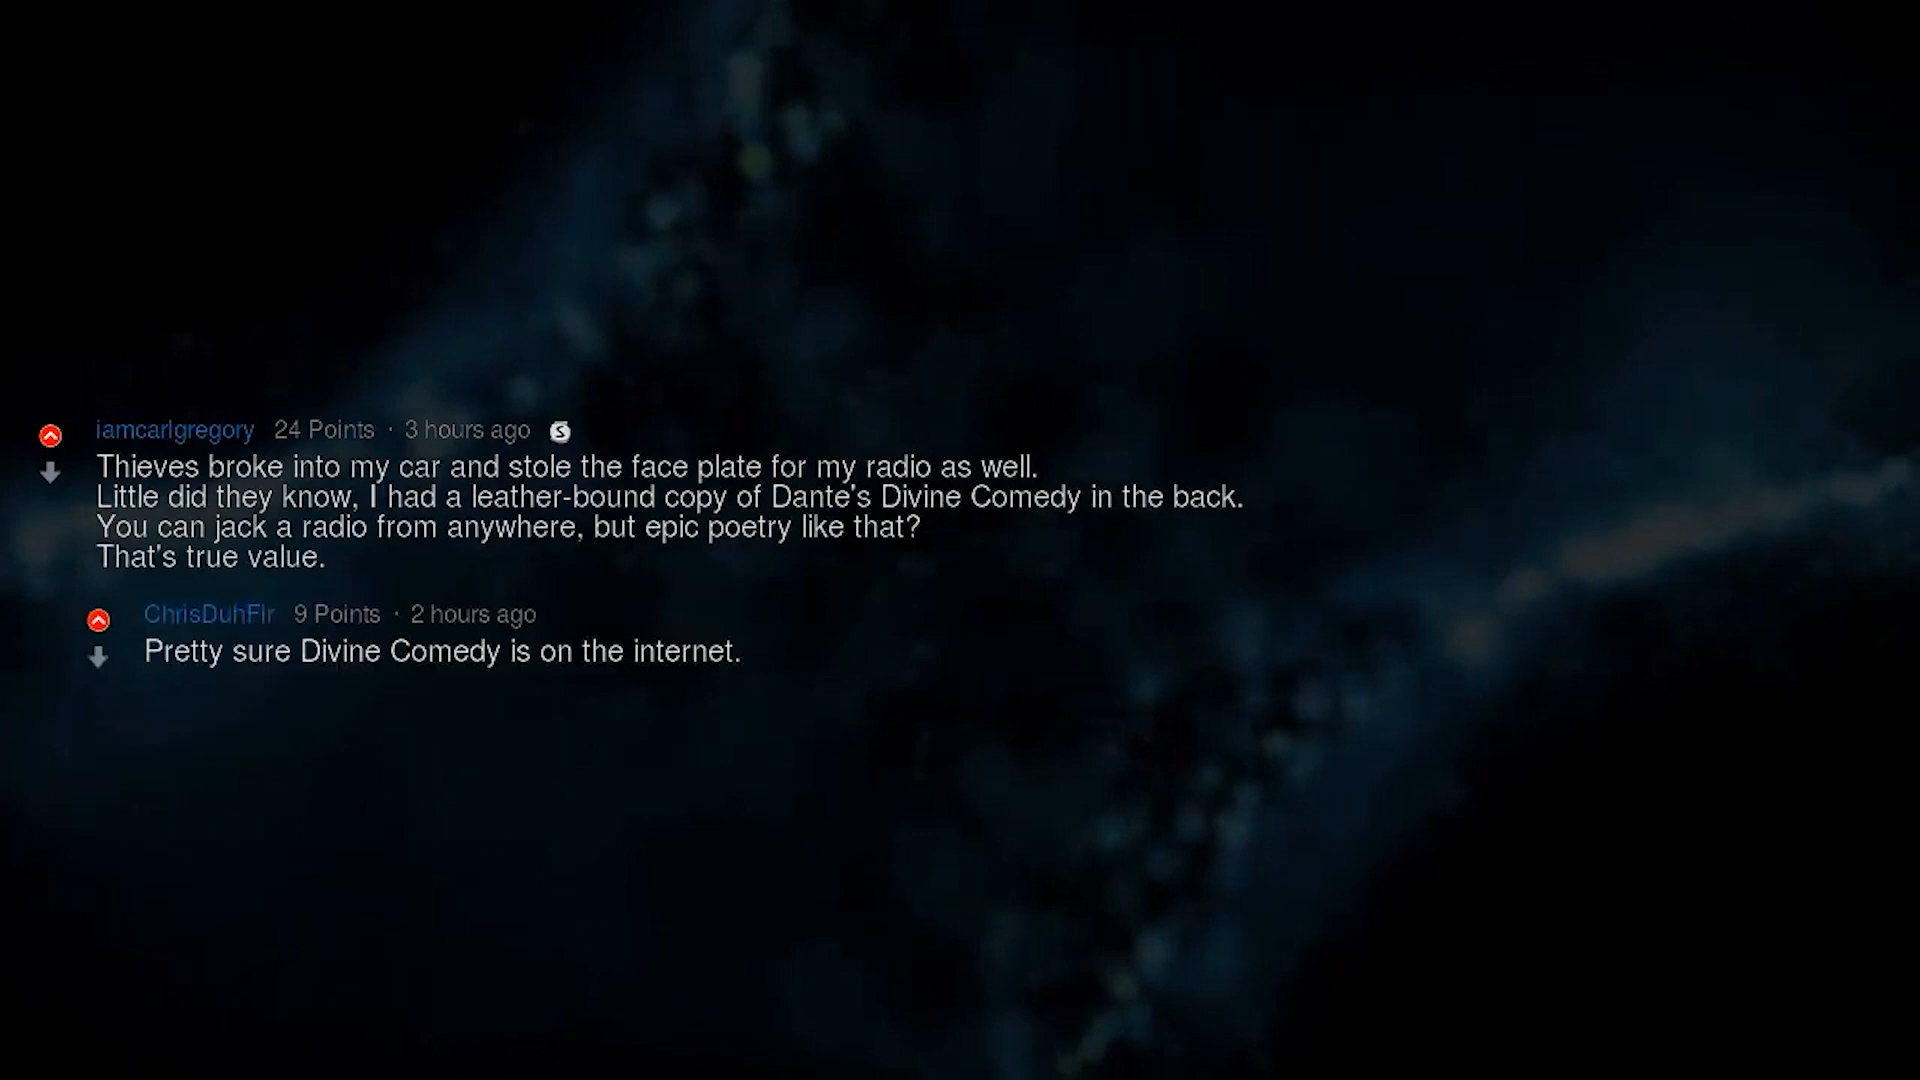 iamcarlgregory 24 Points · 3 hours ago
Thieves broke into my car and stole the face plate for my radio as well.
Little did they know, I had a leather-bound copy of Dante's Divine Comedy in the back.
You can jack a radio from anywhere, but epic poetry like that?
That's true value.
ChrisDuhFir 9 Points · 2 hours ago
Pretty sure Divine Comedy is on the internet.